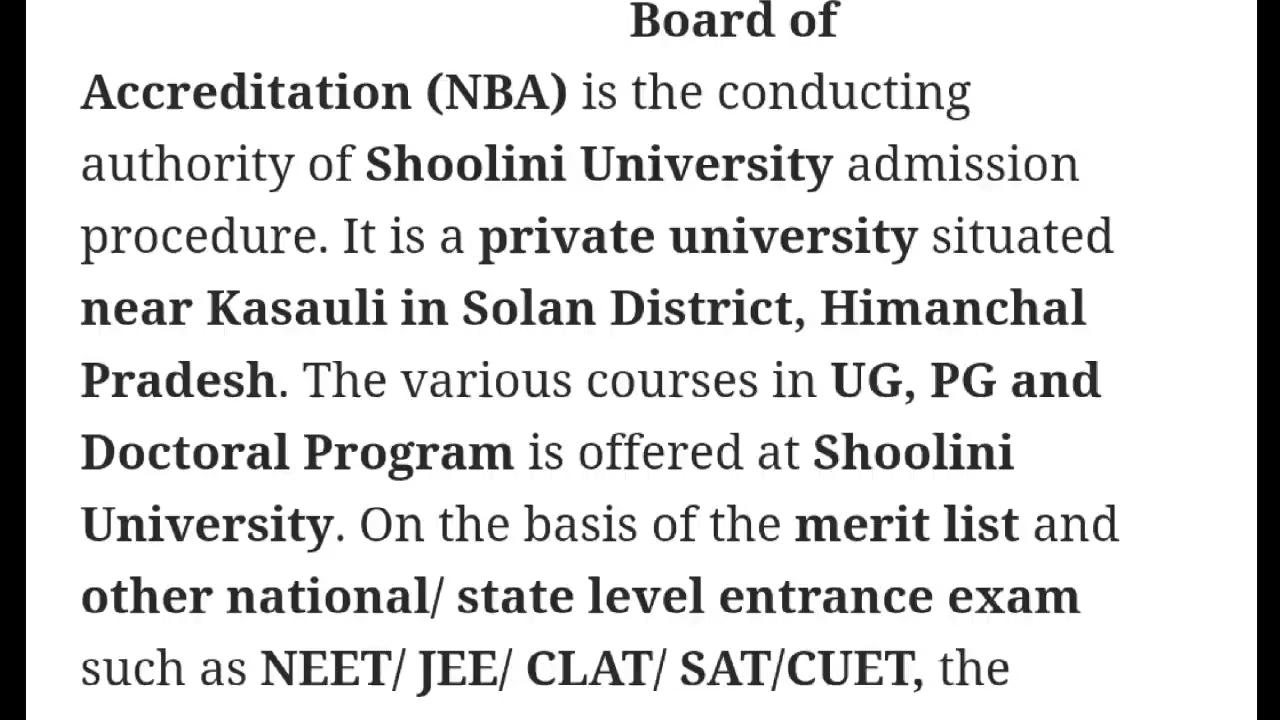 Board of
Accreditation (NBA) is the conducting
authority of Shoolini University admission
procedure. It is a private university situated
near Kasauli in Solan District, Himanchal
Pradesh. The various courses in UG, PG and
Doctoral Program is offered at Shoolini
University. On the basis of the merit list and
other national/ state level entrance exam
such as NEET/ JEE/ CLAT/ SAT/CUET, the